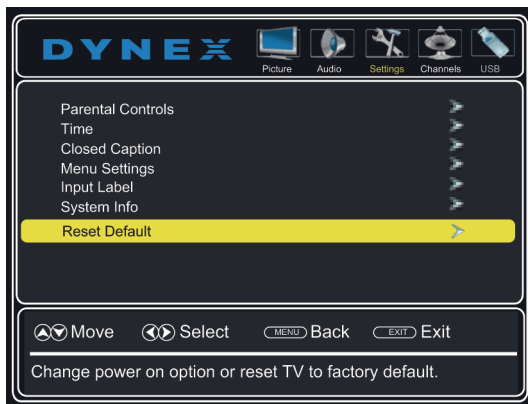 DYNEX
Picture Audio Settings Channels USB
Parental Controls
Time
Closed Caption
Menu Settings
Input Label
System Info
Reset Default
Move Select MENU Back EXIT Exit
Change power on option or reset TV to factory default.